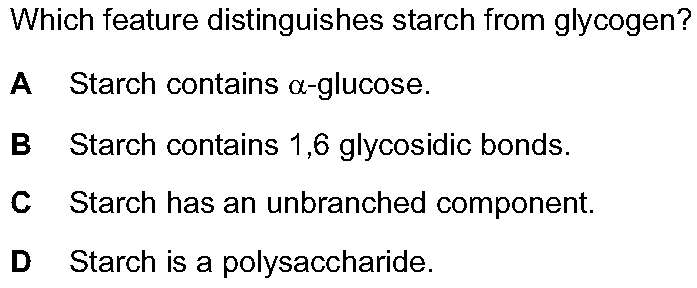 Which feature distinguishes starch from glycogen?
A Starch contains α-glucose.
B Starch contains 1,6 glycosidic bonds.
C Starch has an unbranched component.
D Starch is a polysaccharide.